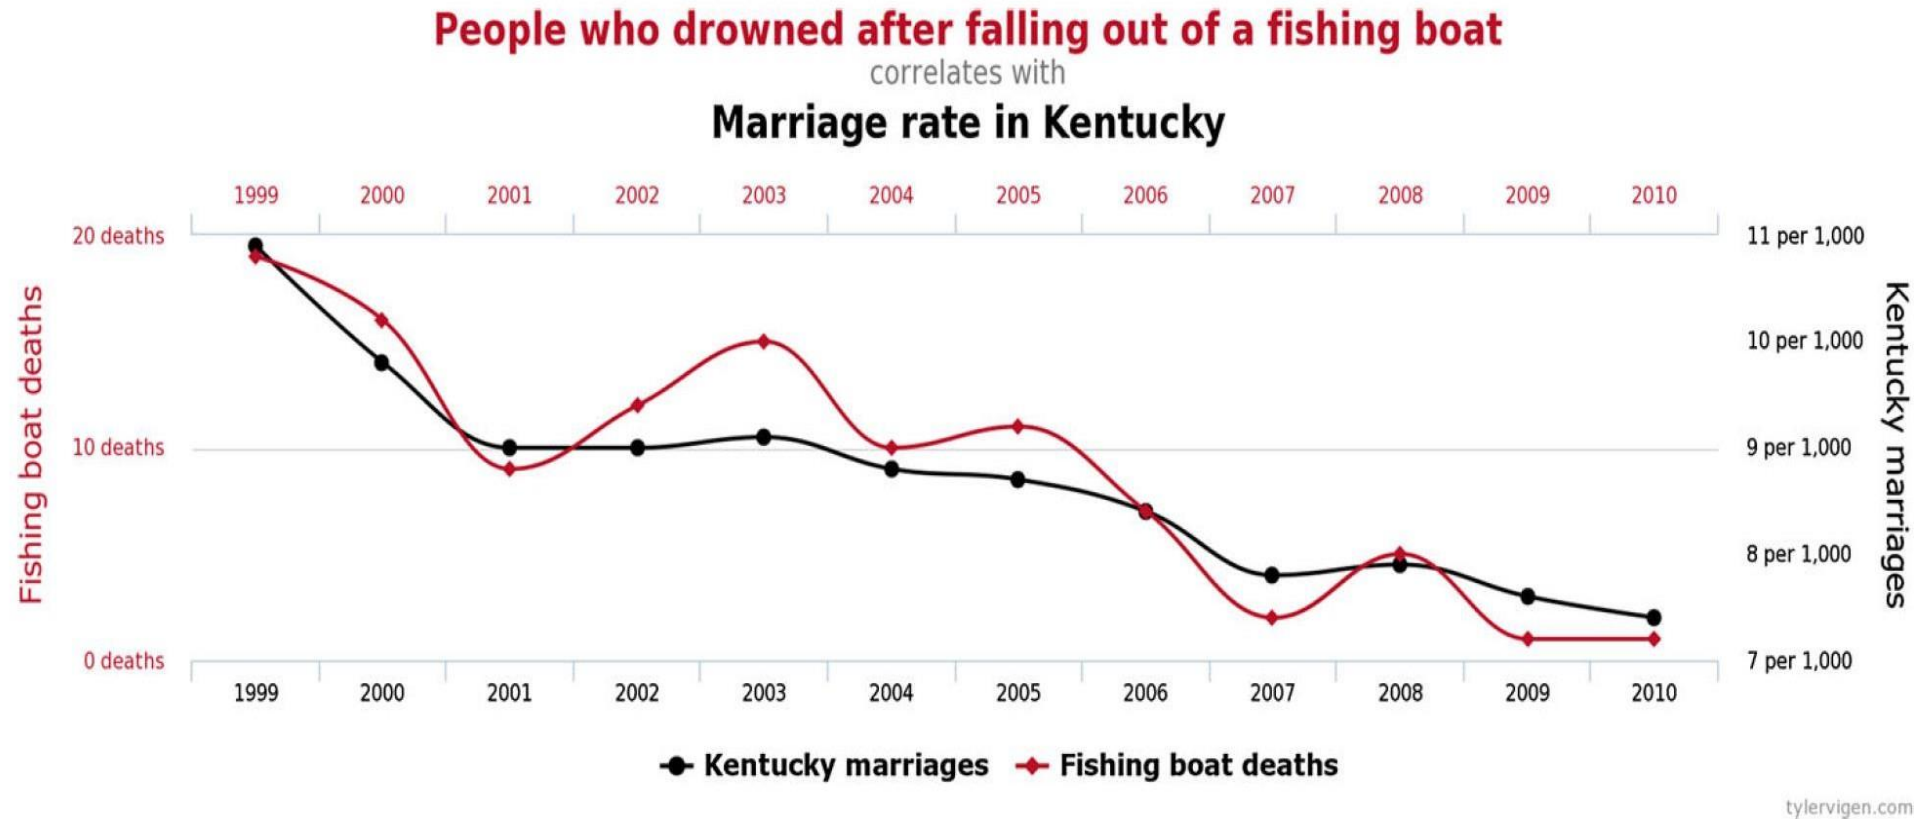 People who drowned after falling out of a fishing boat
correlates with
Marriage rate in Kentucky
1999 2000 2001 2002 2003 2004 2005 2006 2007 2008 2009 2010
20 deaths
10 deaths
0 deaths
Fishing boat deaths
11 per 1,000
10 per 1,000
9 per 1,000
8 per 1,000
7 per 1,000
Kentucky marriages
1999 2000 2001 2002 2003 2004 2005 2006 2007 2008 2009 2010
Kentucky marriages Fishing boat deaths
tylervigen.com